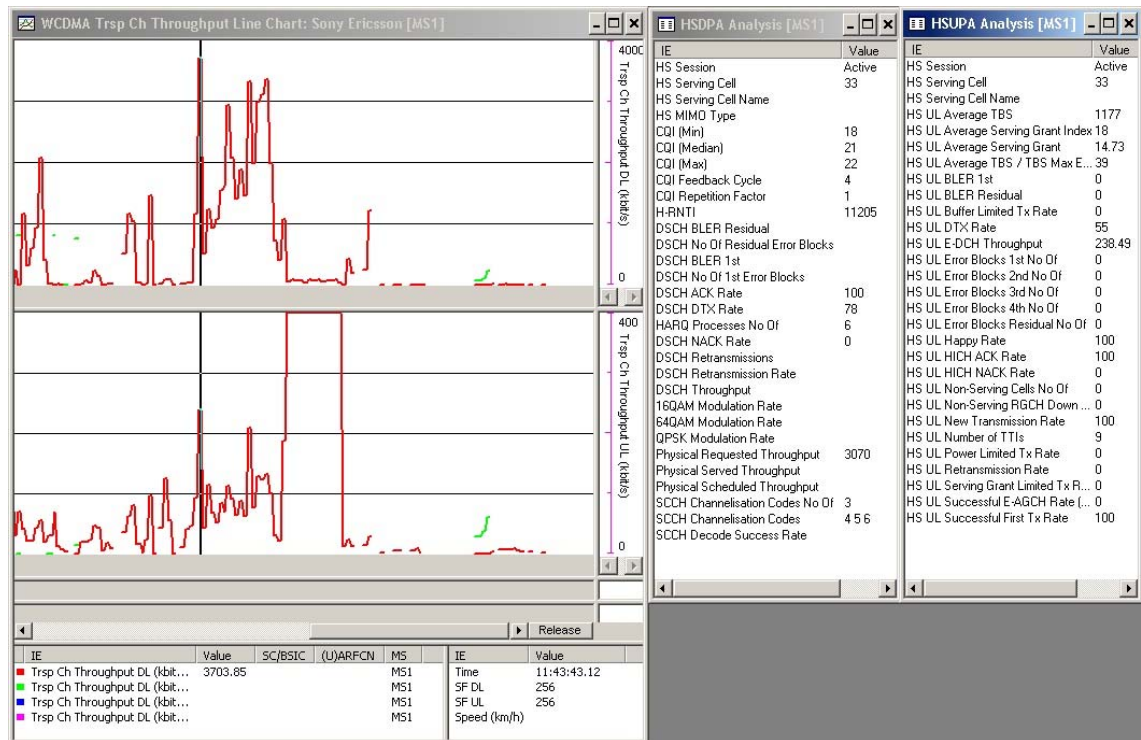 WCDMA Trsp Ch Throughput Line Chart: Sony Ericsson [MS1]
4000
Trsp Ch Throughput DL (kbit/s)
0
400
Trsp Ch Throughput UL (kbit/s)
0
Release
IE Value SC/BSIC (U)ARFCN MS
Trsp Ch Throughput DL (kbit... 3703.85 MS1
Trsp Ch Throughput DL (kbit... MS1
Trsp Ch Throughput DL (kbit... MS1
Trsp Ch Throughput DL (kbit... MS1
IE Value
Time 11:43:43.12
SF DL 256
SF UL 256
Speed (km/h)
HSDPA Analysis [MS1]
IE Value
HS Session Active
HS Serving Cell 33
HS Serving Cell Name
HS MIMO Type
CQI (Min) 18
CQI (Median) 21
CQI (Max) 22
CQI Feedback Cycle 4
CQI Repetition Factor 1
H-RNTI 11205
DSCH BLER Residual
DSCH No Of Residual Error Blocks
DSCH BLER 1st
DSCH No Of 1st Error Blocks
DSCH ACK Rate 100
DSCH DTX Rate 78
HARQ Processes No Of 6
DSCH NACK Rate 0
DSCH Retransmissions
DSCH Retransmission Rate
DSCH Throughput
16QAM Modulation Rate
64QAM Modulation Rate
QPSK Modulation Rate
Physical Requested Throughput 3070
Physical Served Throughput
Physical Scheduled Throughput
SCCH Channelisation Codes No Of 3
SCCH Channelisation Codes 4 5 6
SCCH Decode Success Rate
HSUPA Analysis [MS1]
IE Value
HS Session Active
HS Serving Cell 33
HS Serving Cell Name
HS UL Average TBS 1177
HS UL Average Serving Grant Index 18
HS UL Average Serving Grant 14.73
HS UL Average TBS / TBS Max E... 39
HS UL BLER 1st 0
HS UL BLER Residual 0
HS UL Buffer Limited Tx Rate 0
HS UL DTX Rate 55
HS UL E-DCH Throughput 238.49
HS UL Error Blocks 1st No Of 0
HS UL Error Blocks 2nd No Of 0
HS UL Error Blocks 3rd No Of 0
HS UL Error Blocks 4th No Of 0
HS UL Error Blocks Residual No Of 0
HS UL Happy Rate 100
HS UL HICH ACK Rate 100
HS UL HICH NACK Rate 0
HS UL Non-Serving Cells No Of 0
HS UL Non-Serving RGCH Down ... 0
HS UL New Transmission Rate 100
HS UL Number of TTIs 9
HS UL Power Limited Tx Rate 0
HS UL Retransmission Rate 0
HS UL Serving Grant Limited Tx R... 0
HS UL Successful E-AGCH Rate (... 0
HS UL Successful First Tx Rate 100